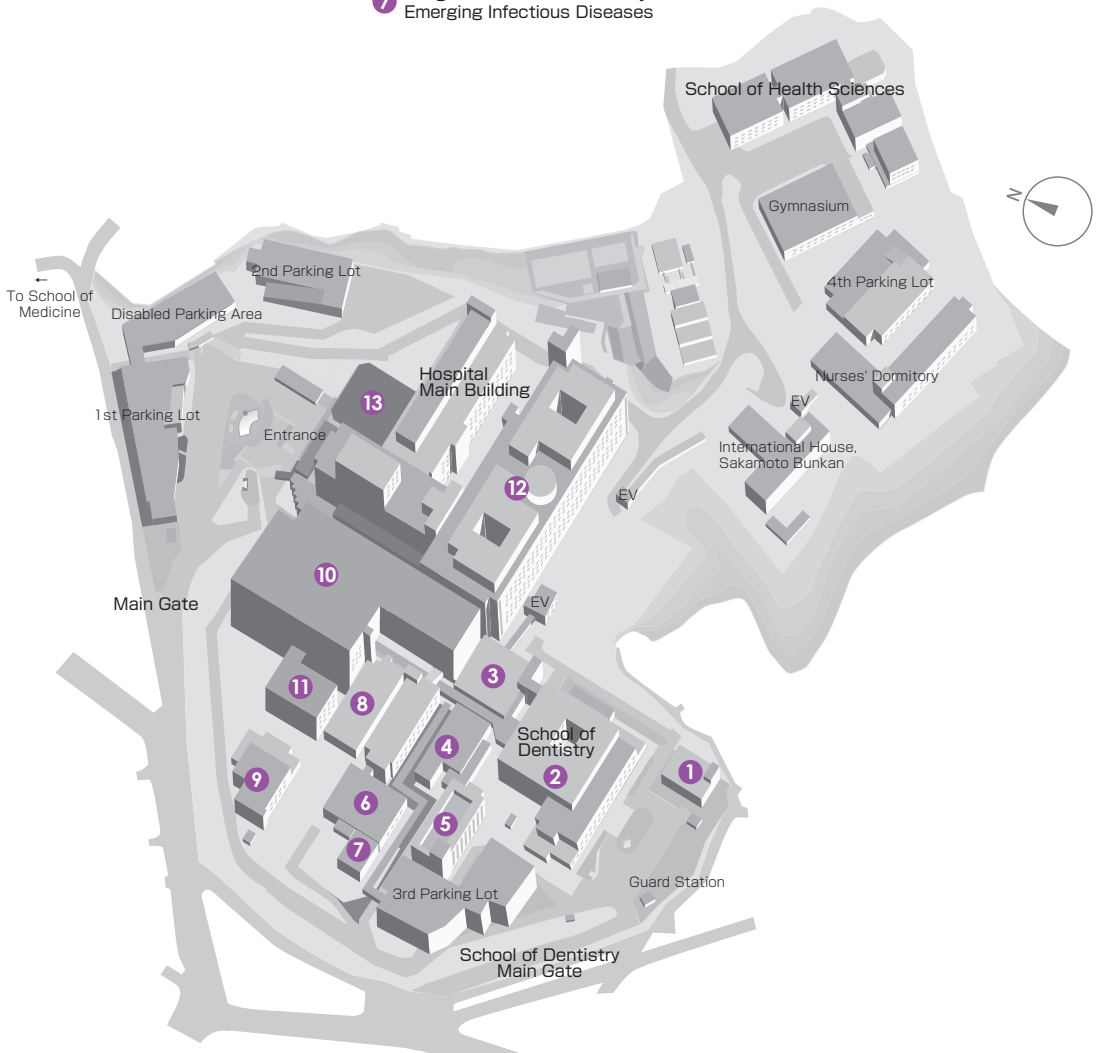 7
Emerging Infectious Diseases
School of Health Sciences
N
Gymnasium
2nd Parking Lot
4th Parking Lot
To School of
Medicine
Disabled Parking Area
Hospital
Main Building
Nurses' Dormitory
13
EV
1st Parking Lot
Entrance
International House,
Sakamoto Bunkan
12
EV
10
Main Gate
EV
3
11
8
School of
Dentistry
4
2
1
9
6
5
7
Guard Station
3rd Parking Lot
School of Dentistry
Main Gate